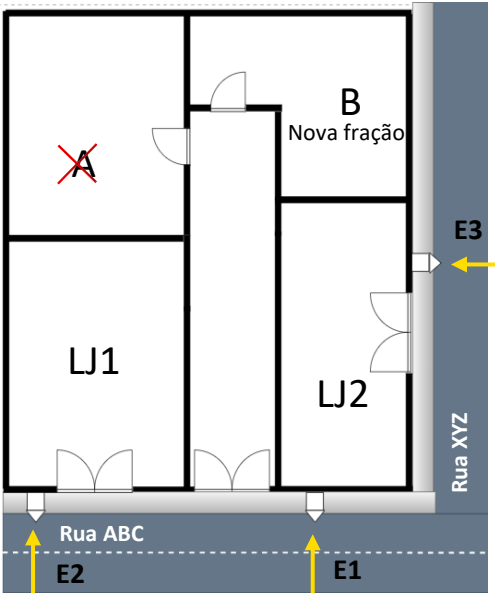 B
Nova fração
A
E3
LJ1
LJ2
Rua XYZ
Rua ABC
E2
E1